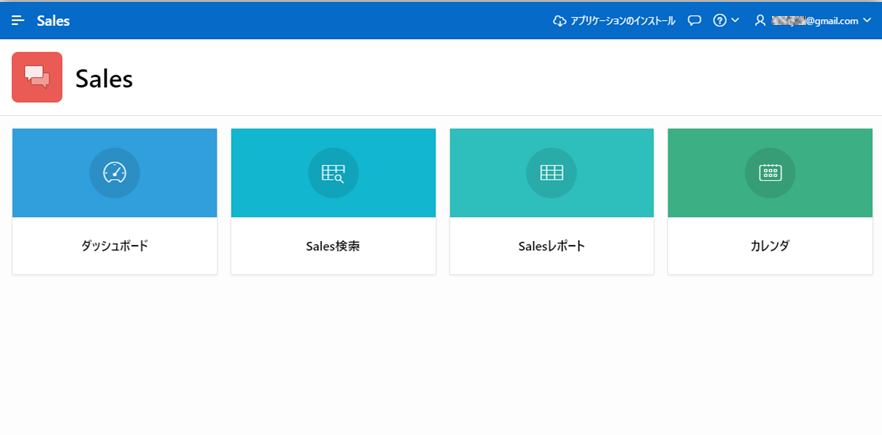 Sales
アプリケーションのインストール
@gmail.com
Sales
ダッシュボード
Sales検索
Salesレポート
カレンダ